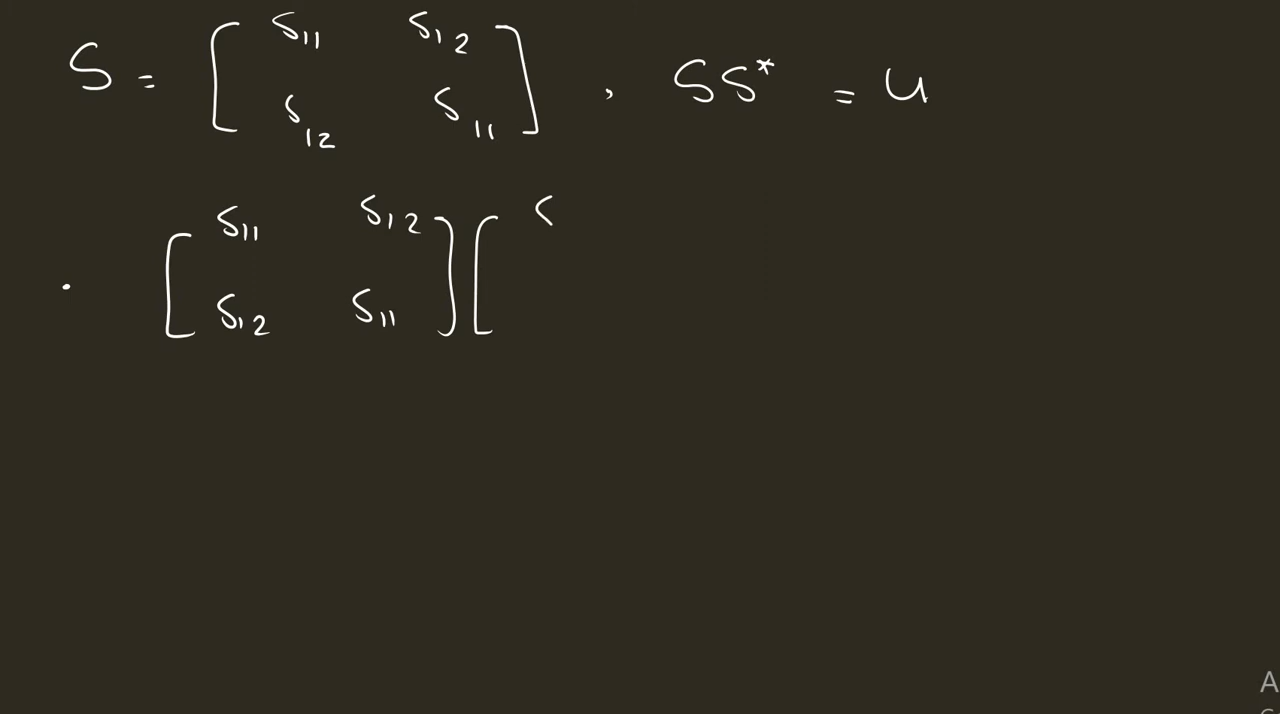 S = [ S11 S12
S12 S11 ] , SS* = U
. [ S11 S12 ] [ S
S12 S11
A